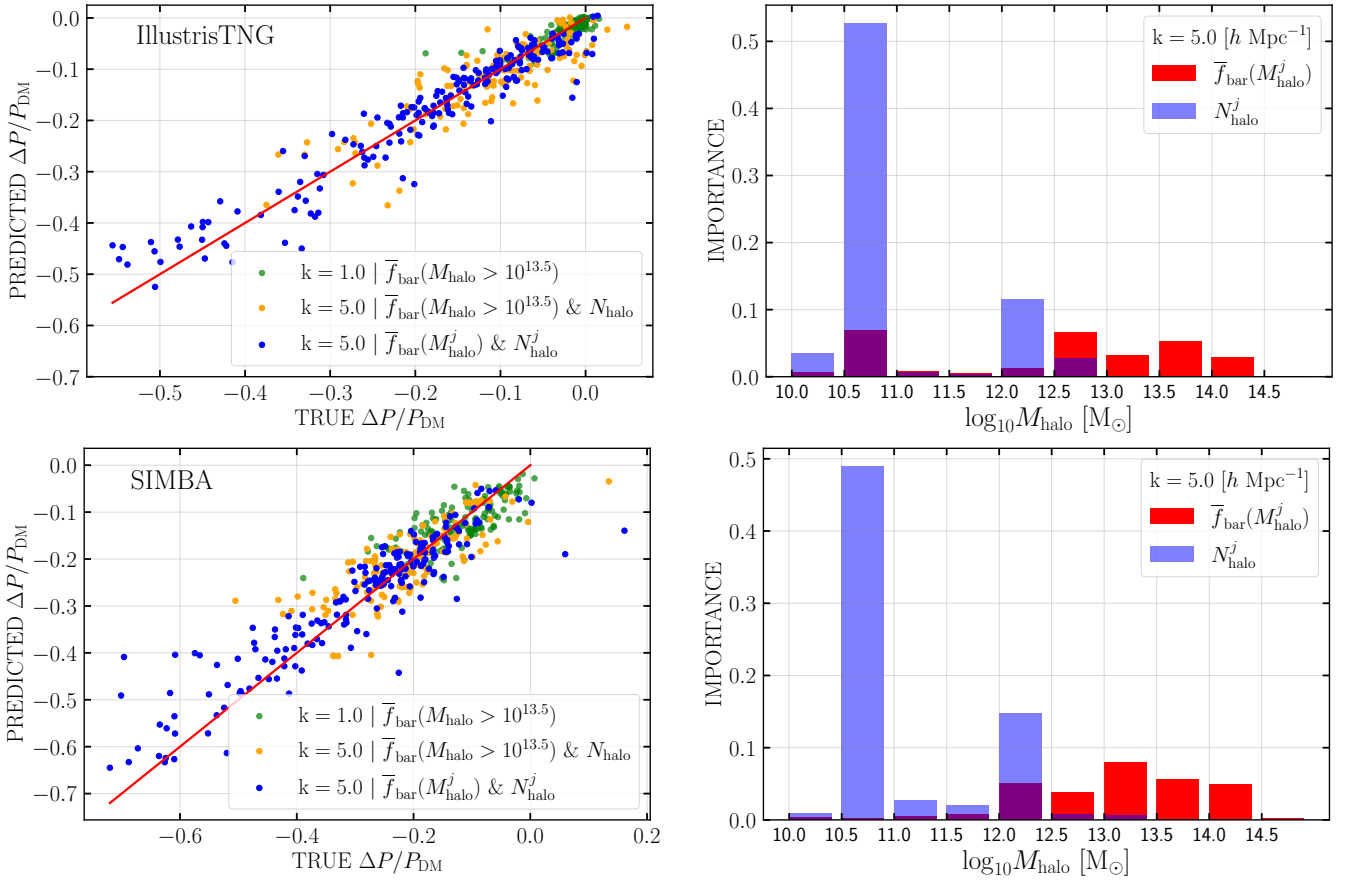 IllustrisTNG
PREDICTED ΔP/P_DM
0.0
−0.1
−0.2
−0.3
−0.4
−0.5
−0.6
−0.7
k = 1.0 | f̅_bar(M_halo > 10^13.5)
k = 5.0 | f̅_bar(M_halo > 10^13.5) & N_halo
k = 5.0 | f̅_bar(M^j_halo) & N^j_halo
−0.5 −0.4 −0.3 −0.2 −0.1 0.0
TRUE ΔP/P_DM
IMPORTANCE
0.5
0.4
0.3
0.2
0.1
0.0
k = 5.0 [h Mpc^−1]
f̅_bar(M^j_halo)
N^j_halo
10.0 10.5 11.0 11.5 12.0 12.5 13.0 13.5 14.0 14.5
log_10 M_halo [M_⊙]
SIMBA
PREDICTED ΔP/P_DM
0.0
−0.1
−0.2
−0.3
−0.4
−0.5
−0.6
−0.7
k = 1.0 | f̅_bar(M_halo > 10^13.5)
k = 5.0 | f̅_bar(M_halo > 10^13.5) & N_halo
k = 5.0 | f̅_bar(M^j_halo) & N^j_halo
−0.6 −0.4 −0.2 0.0 0.2
TRUE ΔP/P_DM
IMPORTANCE
0.5
0.4
0.3
0.2
0.1
0.0
k = 5.0 [h Mpc^−1]
f̅_bar(M^j_halo)
N^j_halo
10.0 10.5 11.0 11.5 12.0 12.5 13.0 13.5 14.0 14.5
log_10 M_halo [M_⊙]